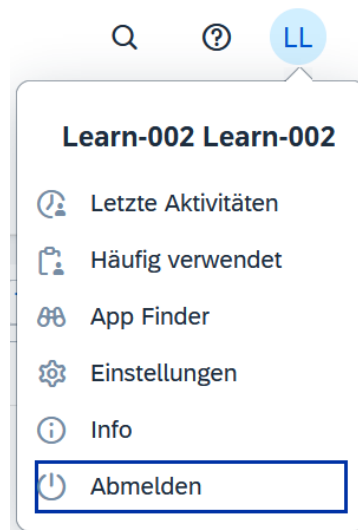 LL
Learn-002 Learn-002
Letzte Aktivitäten
Häufig verwendet
App Finder
Einstellungen
Info
Abmelden